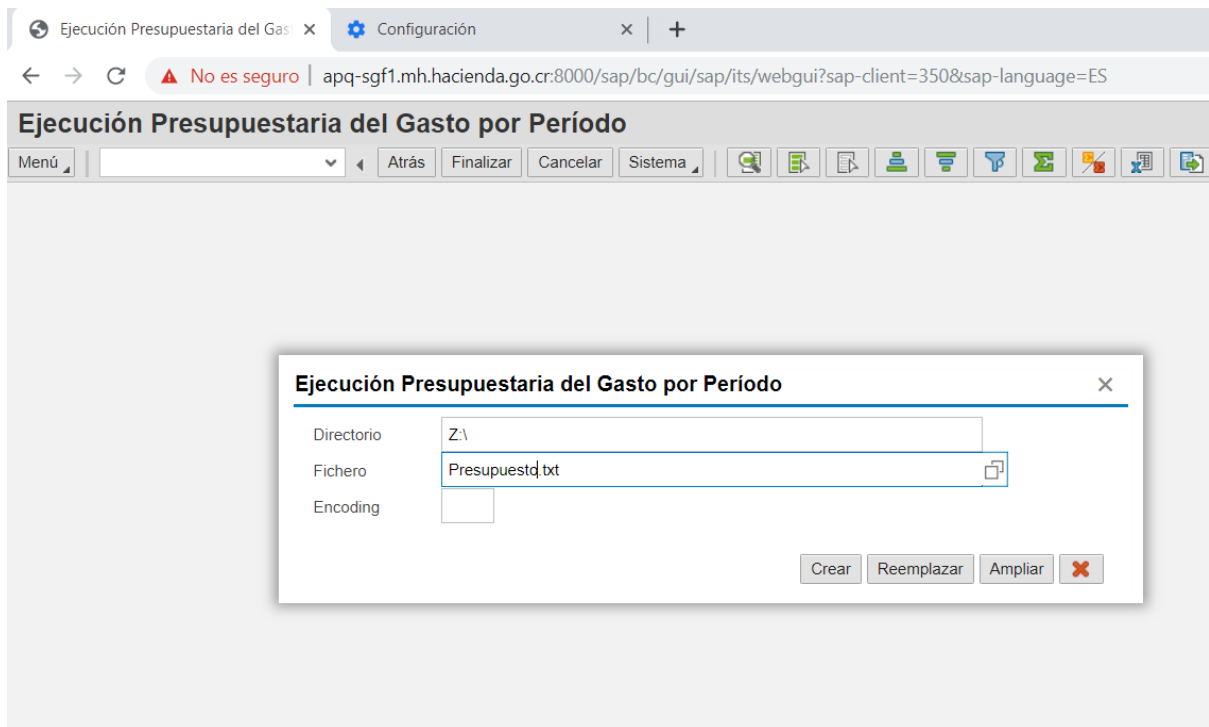 Ejecución Presupuestaria del Gas
Configuración
No es seguro | apq-sgf1.mh.hacienda.go.cr:8000/sap/bc/gui/sap/its/webgui?sap-client=350&sap-language=ES
Ejecución Presupuestaria del Gasto por Período
Menú Atrás Finalizar Cancelar Sistema
Ejecución Presupuestaria del Gasto por Período
Directorio Z:\
Fichero Presupuesto.txt
Encoding
Crear Reemplazar Ampliar